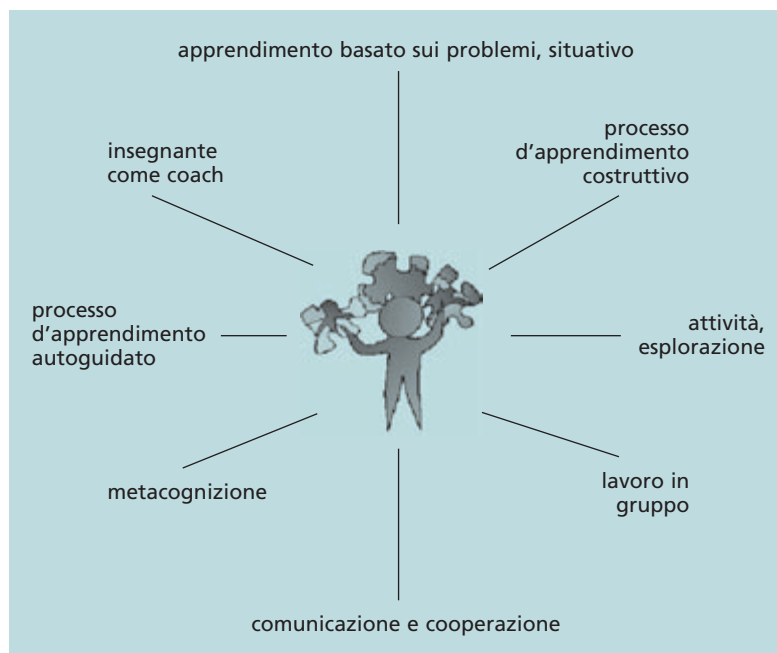 apprendimento basato sui problemi, situativo
processo
d’apprendimento
costruttivo
insegnante
come coach
processo
d’apprendimento
autoguidato
attività,
esplorazione
metacognizione
lavoro in
gruppo
comunicazione e cooperazione